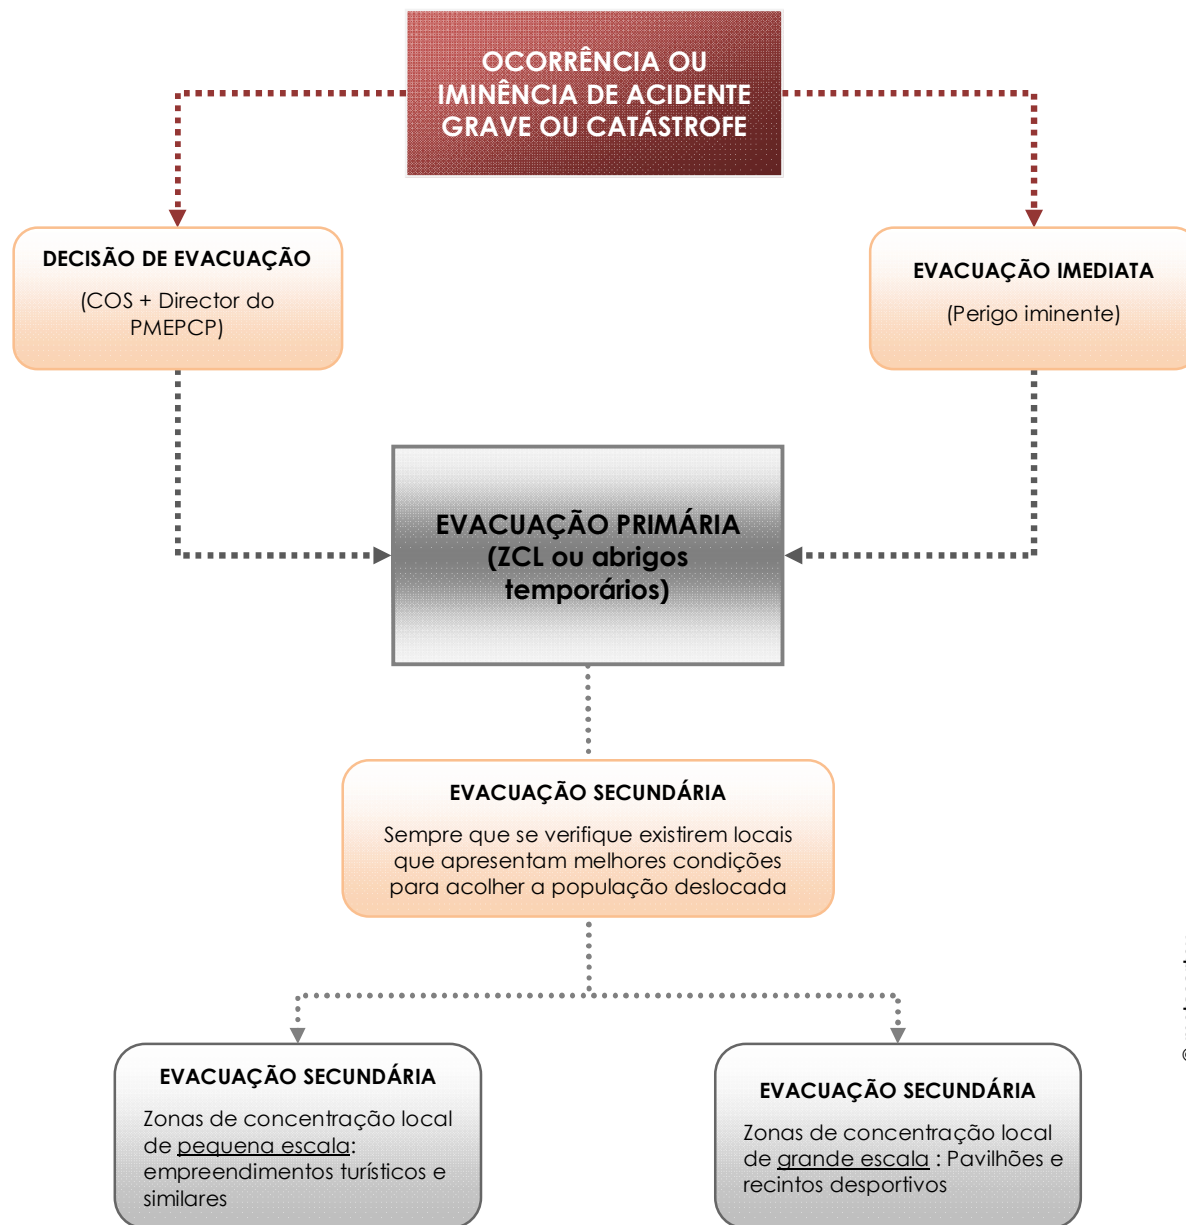 OCORRÊNCIA OU
IMINÊNCIA DE ACIDENTE
GRAVE OU CATÁSTROFE
DECISÃO DE EVACUAÇÃO
(COS + Director do
PMEPCP)
EVACUAÇÃO IMEDIATA
(Perigo iminente)
EVACUAÇÃO PRIMÁRIA
(ZCL ou abrigos
temporários)
EVACUAÇÃO SECUNDÁRIA
Sempre que se verifique existirem locais
que apresentam melhores condições
para acolher a população deslocada
EVACUAÇÃO SECUNDÁRIA
Zonas de concentração local
de pequena escala:
empreendimentos turísticos e
similares
EVACUAÇÃO SECUNDÁRIA
Zonas de concentração local
de grande escala : Pavilhões e
recintos desportivos